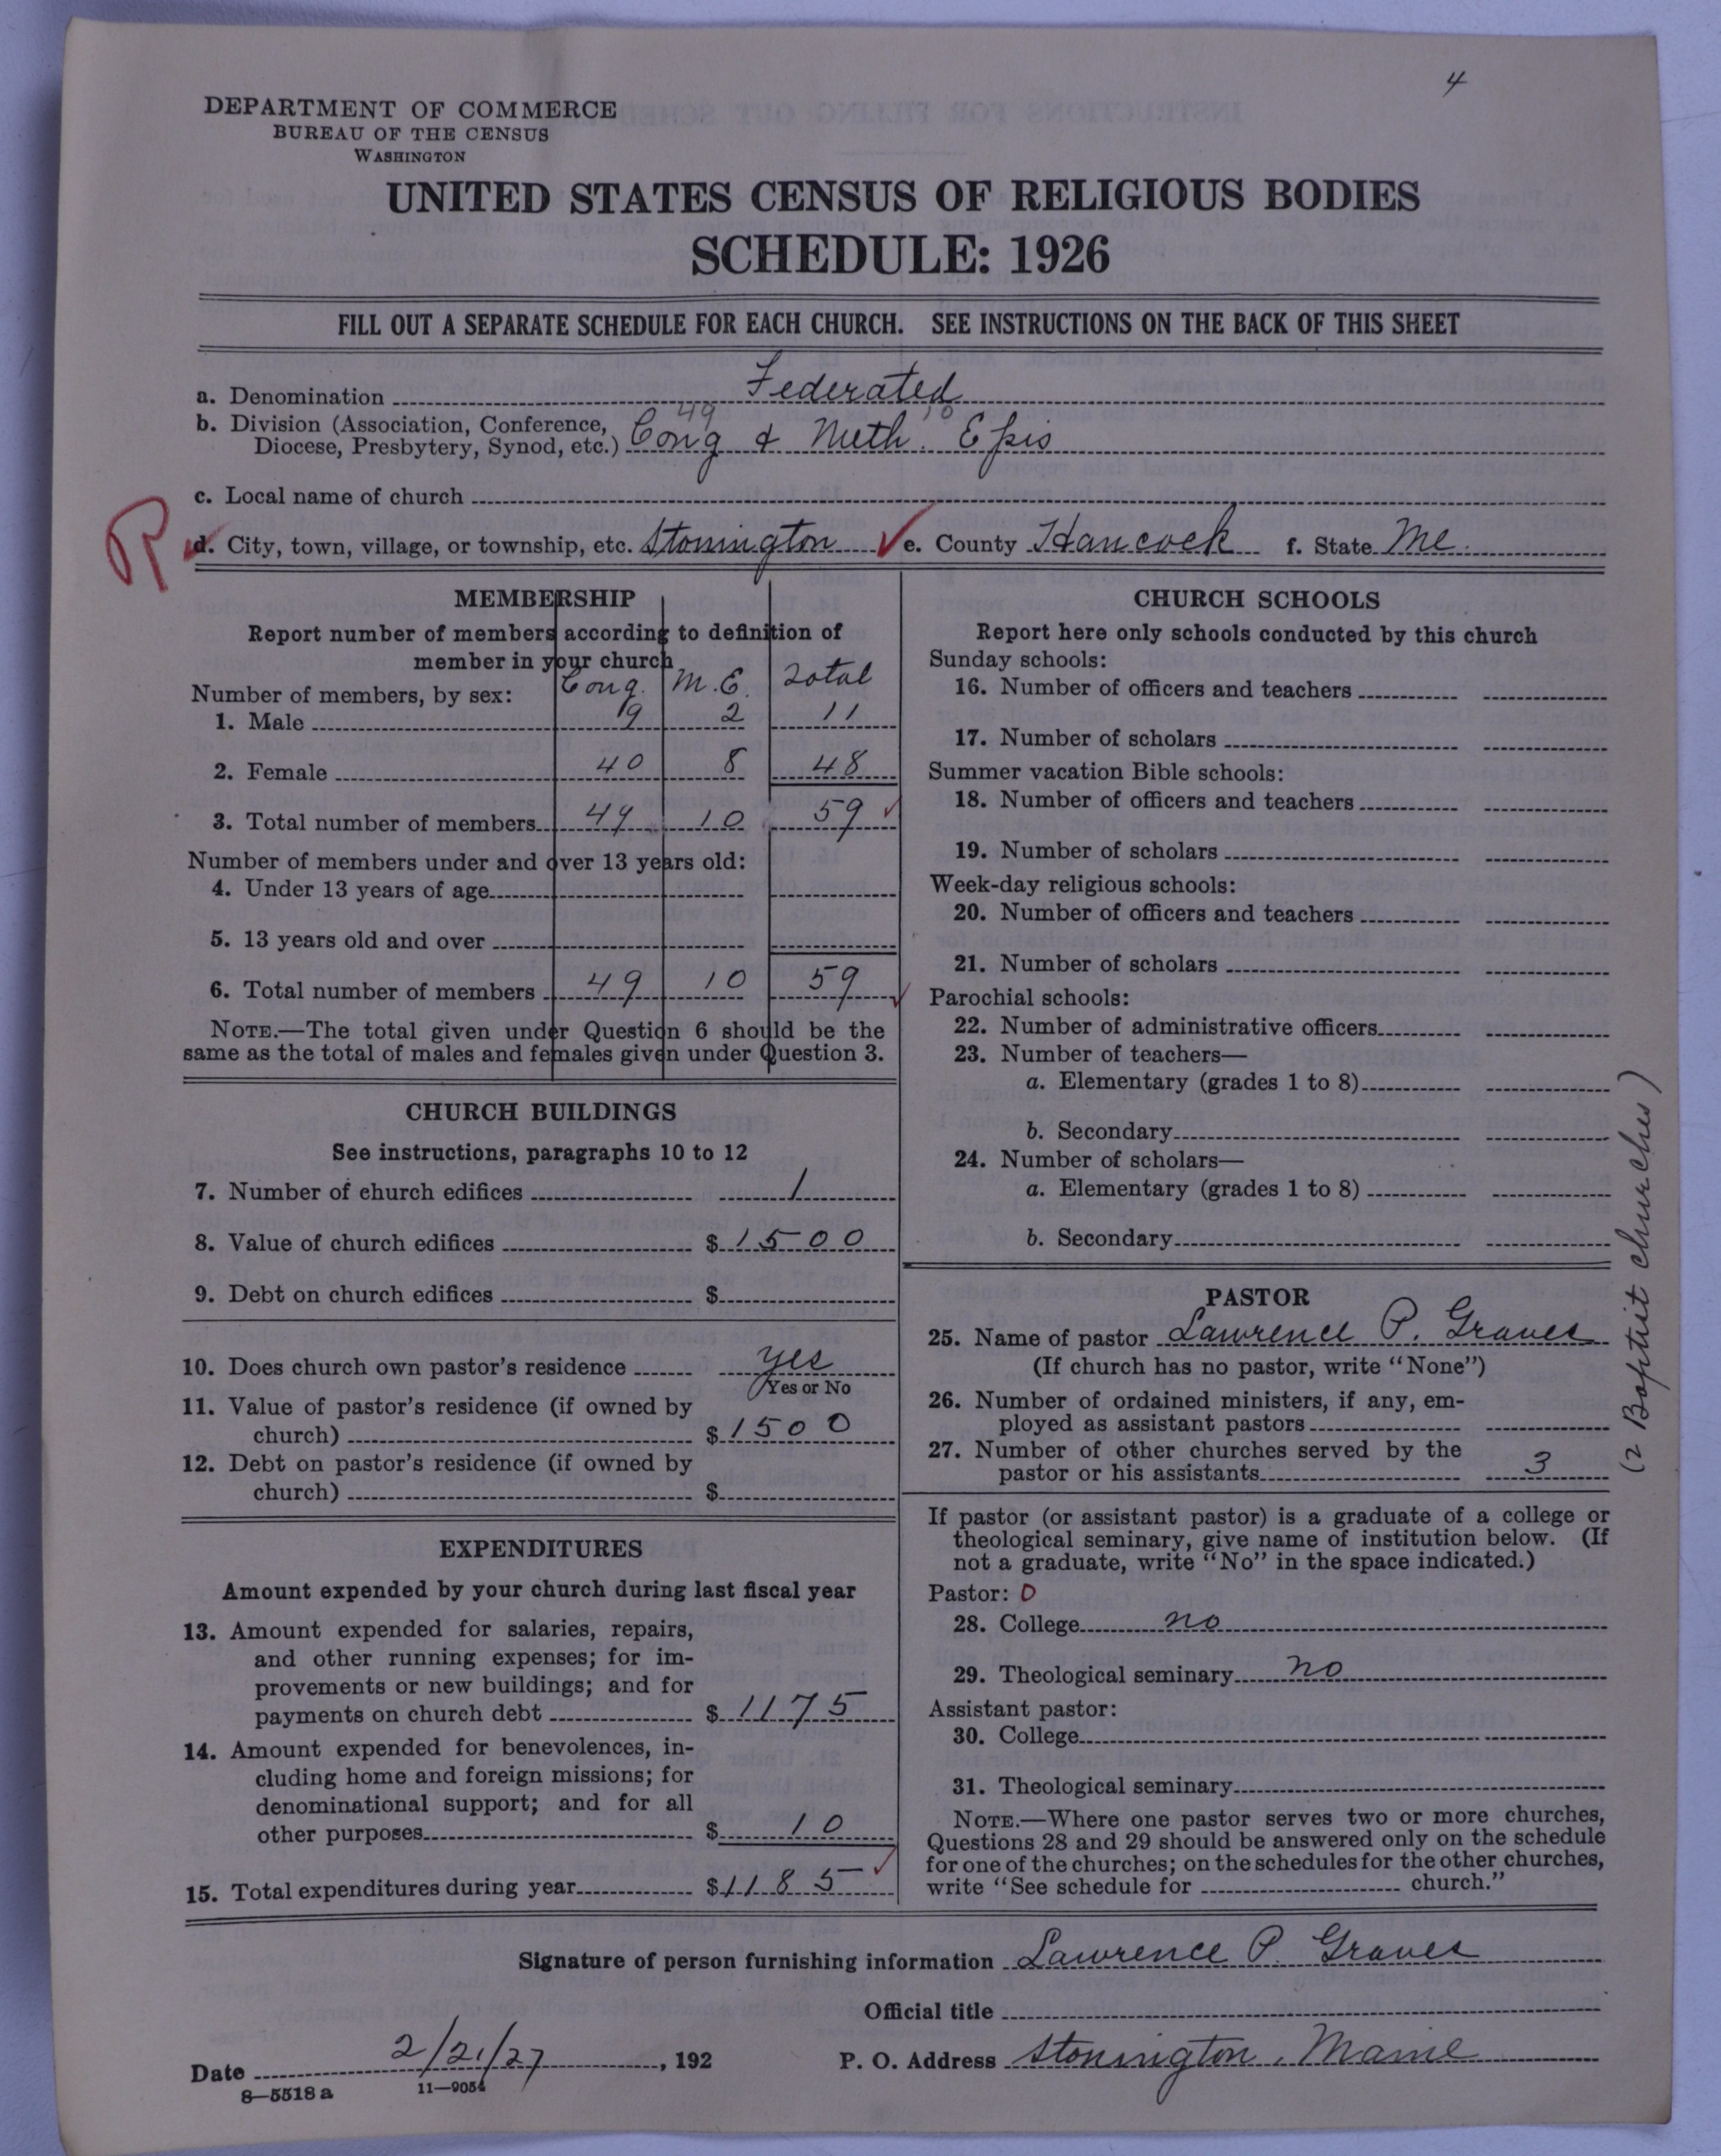 4
DEPARTMENT OF COMMERCE
BUREAU OF THE CENSUS
WASHINGTON
UNITED STATES CENSUS OF RELIGIOUS BODIES
SCHEDULE: 1926
FILL OUT A SEPARATE SCHEDULE FOR EACH CHURCH. SEE INSTRUCTIONS ON THE BACK OF THIS SHEET
a. Denomination Federated
49 10
b. Division (Association, Conference,
Diocese, Presbytery, Synod, etc.) Cong & Meth. Epis
c. Local name of church
R d. City, town, village, or township, etc. Stonington e. County Hancock f. State Me.
MEMBERSHIP
Report number of members according to definition of
member in your church
Number of members, by sex: Cong. M.E. Total
1. Male 9 2 11
2. Female 40 8 48
3. Total number of members 49 10 59
Number of members under and over 13 years old:
4. Under 13 years of age
5. 13 years old and over
6. Total number of members 49 10 59
NOTE.—The total given under Question 6 should be the
same as the total of males and females given under Question 3.
CHURCH BUILDINGS
See instructions, paragraphs 10 to 12
7. Number of church edifices 1
8. Value of church edifices $ 1500
9. Debt on church edifices $
10. Does church own pastor's residence yes
Yes or No
11. Value of pastor's residence (if owned by
church) $ 1500
12. Debt on pastor's residence (if owned by
church) $
EXPENDITURES
Amount expended by your church during last fiscal year
13. Amount expended for salaries, repairs,
and other running expenses; for im-
provements or new buildings; and for
payments on church debt $ 1175
14. Amount expended for benevolences, in-
cluding home and foreign missions; for
denominational support; and for all
other purposes $ 10
15. Total expenditures during year $ 1185
CHURCH SCHOOLS
Report here only schools conducted by this church
Sunday schools:
16. Number of officers and teachers
17. Number of scholars
Summer vacation Bible schools:
18. Number of officers and teachers
19. Number of scholars
Week-day religious schools:
20. Number of officers and teachers
21. Number of scholars
Parochial schools:
22. Number of administrative officers
23. Number of teachers—
a. Elementary (grades 1 to 8)
b. Secondary
24. Number of scholars—
a. Elementary (grades 1 to 8)
b. Secondary
PASTOR
25. Name of pastor Lawrence P. Graves
(If church has no pastor, write "None")
26. Number of ordained ministers, if any, em-
ployed as assistant pastors
27. Number of other churches served by the
pastor or his assistants 3
(2 Baptist churches)
If pastor (or assistant pastor) is a graduate of a college or
theological seminary, give name of institution below. (If
not a graduate, write "No" in the space indicated.)
Pastor: 0
28. College no
29. Theological seminary no
Assistant pastor:
30. College
31. Theological seminary
NOTE.—Where one pastor serves two or more churches,
Questions 28 and 29 should be answered only on the schedule
for one of the churches; on the schedules for the other churches,
write "See schedule for church."
Signature of person furnishing information Lawrence P. Graves
Official title
Date 2/21/27, 192 P. O. Address Stonington, Maine
8—5518 a 11—9054